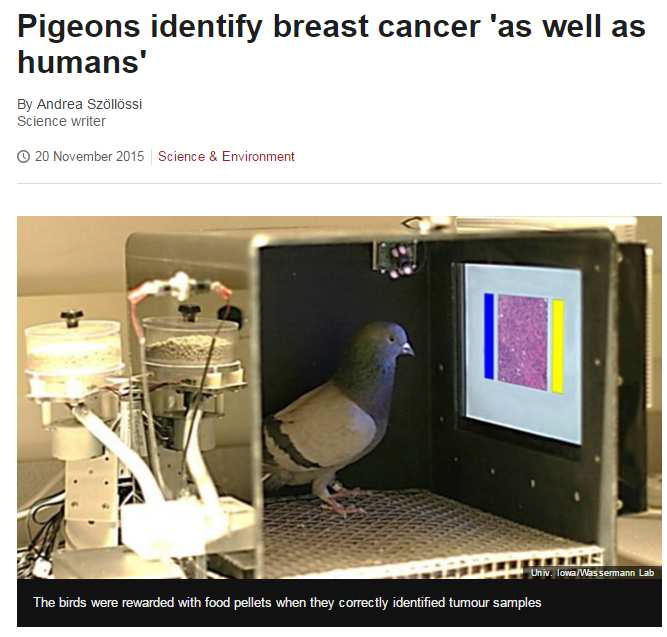 Pigeons identify breast cancer 'as well as
humans'
By Andrea Szöllössi
Science writer
20 November 2015
Science & Environment
Univ. Iowa/Wassermann Lab
The birds were rewarded with food pellets when they correctly identified tumour samples